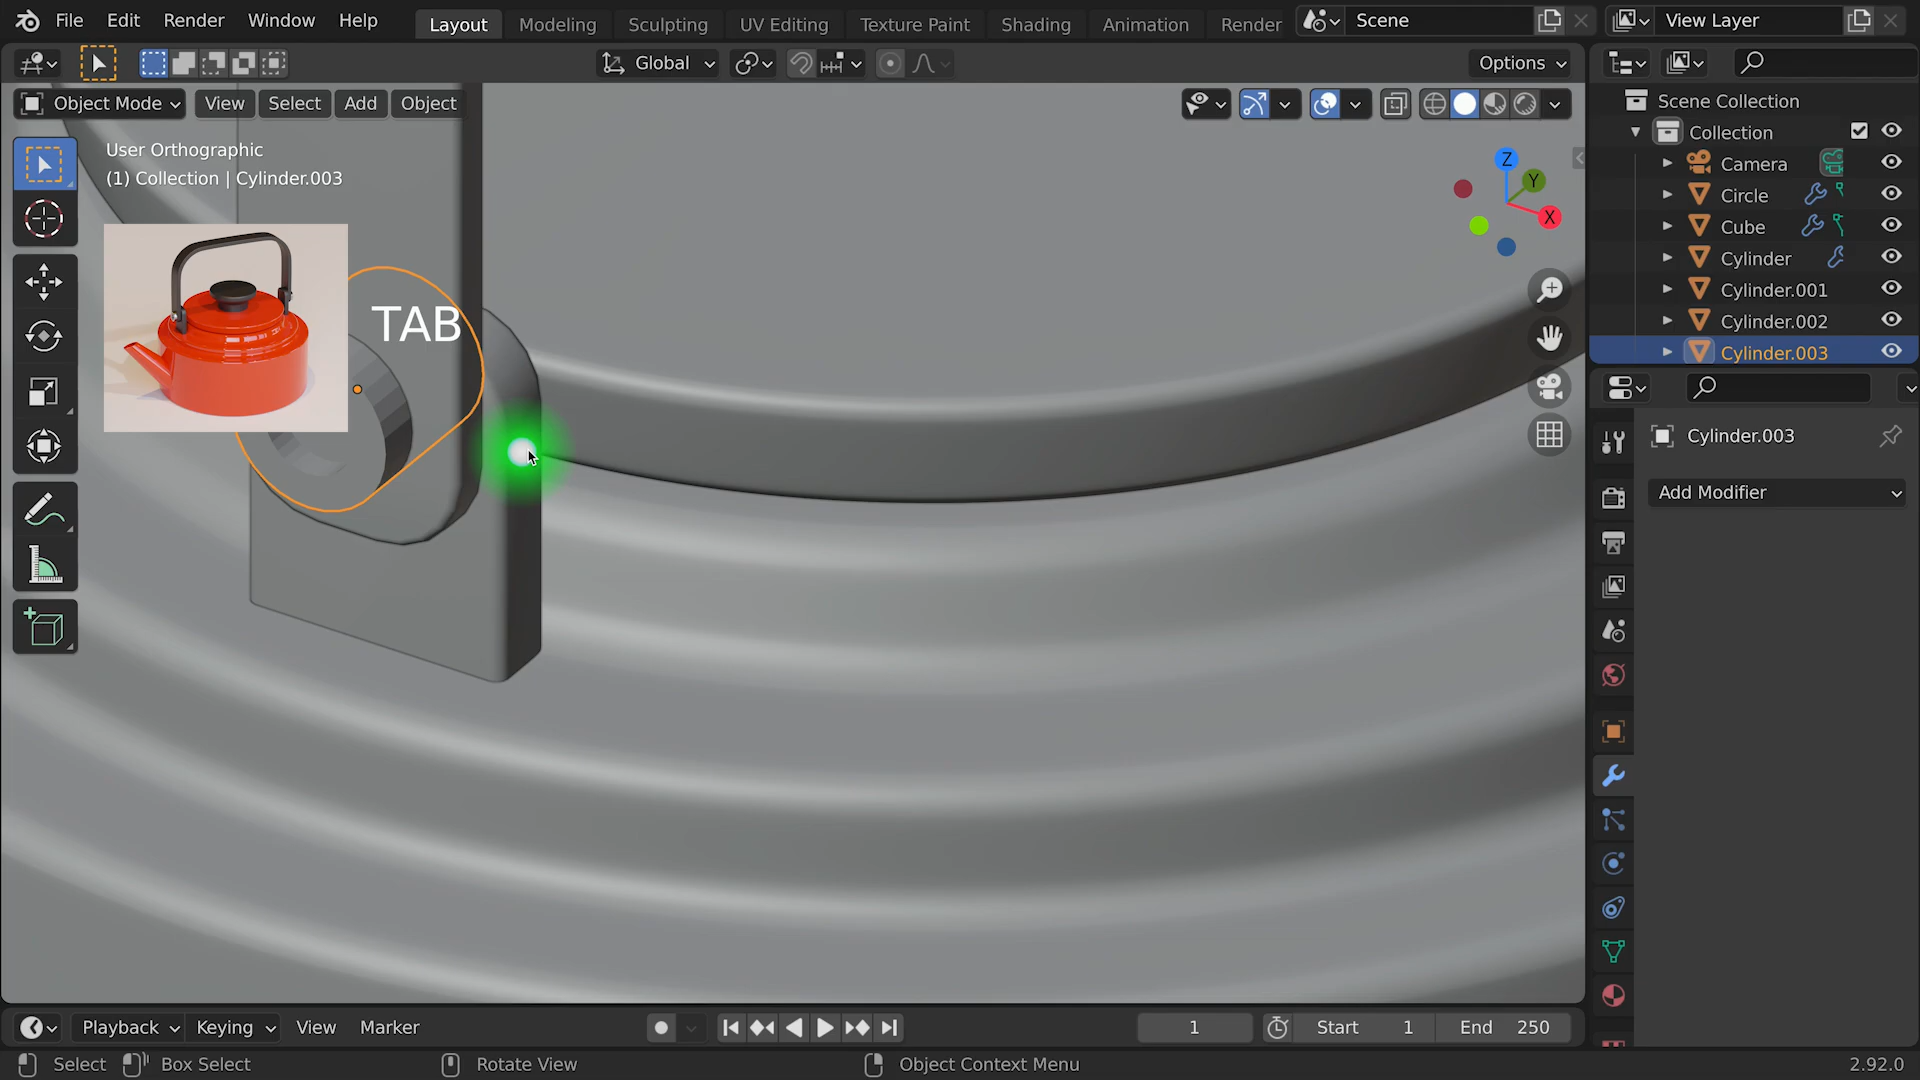 File Edit Render Window Help Layout Modeling Sculpting UV Editing Texture Paint Shading Animation Render Scene View Layer
Global Options
Object Mode View Select Add Object
User Orthographic
(1) Collection | Cylinder.003
TAB
Z
Y
X
Scene Collection
Collection
Camera
Circle
Cube
Cylinder
Cylinder.001
Cylinder.002
Cylinder.003
Cylinder.003
Add Modifier
Playback Keying View Marker 1 Start 1 End 250
Select Box Select Rotate View Object Context Menu 2.92.0